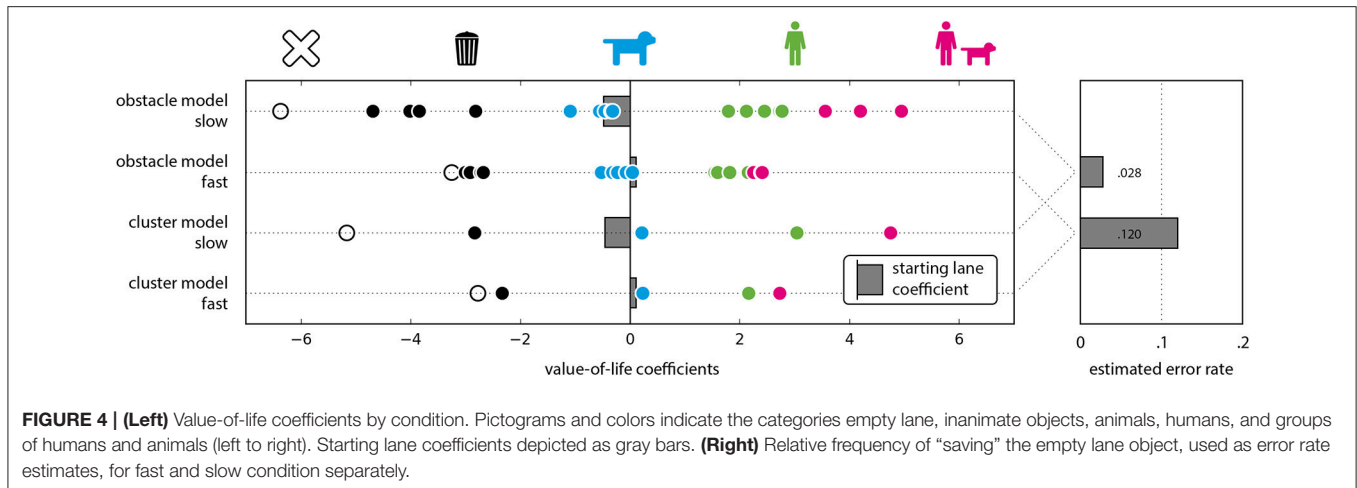 obstacle model
slow
obstacle model
fast
cluster model
slow
cluster model
fast
starting lane
coefficient
−6
−4
−2
0
2
4
6
value-of-life coefficients
.028
.120
0
.1
.2
estimated error rate
FIGURE 4 | (Left) Value-of-life coefficients by condition. Pictograms and colors indicate the categories empty lane, inanimate objects, animals, humans, and groups
of humans and animals (left to right). Starting lane coefficients depicted as gray bars. (Right) Relative frequency of “saving” the empty lane object, used as error rate
estimates, for fast and slow condition separately.